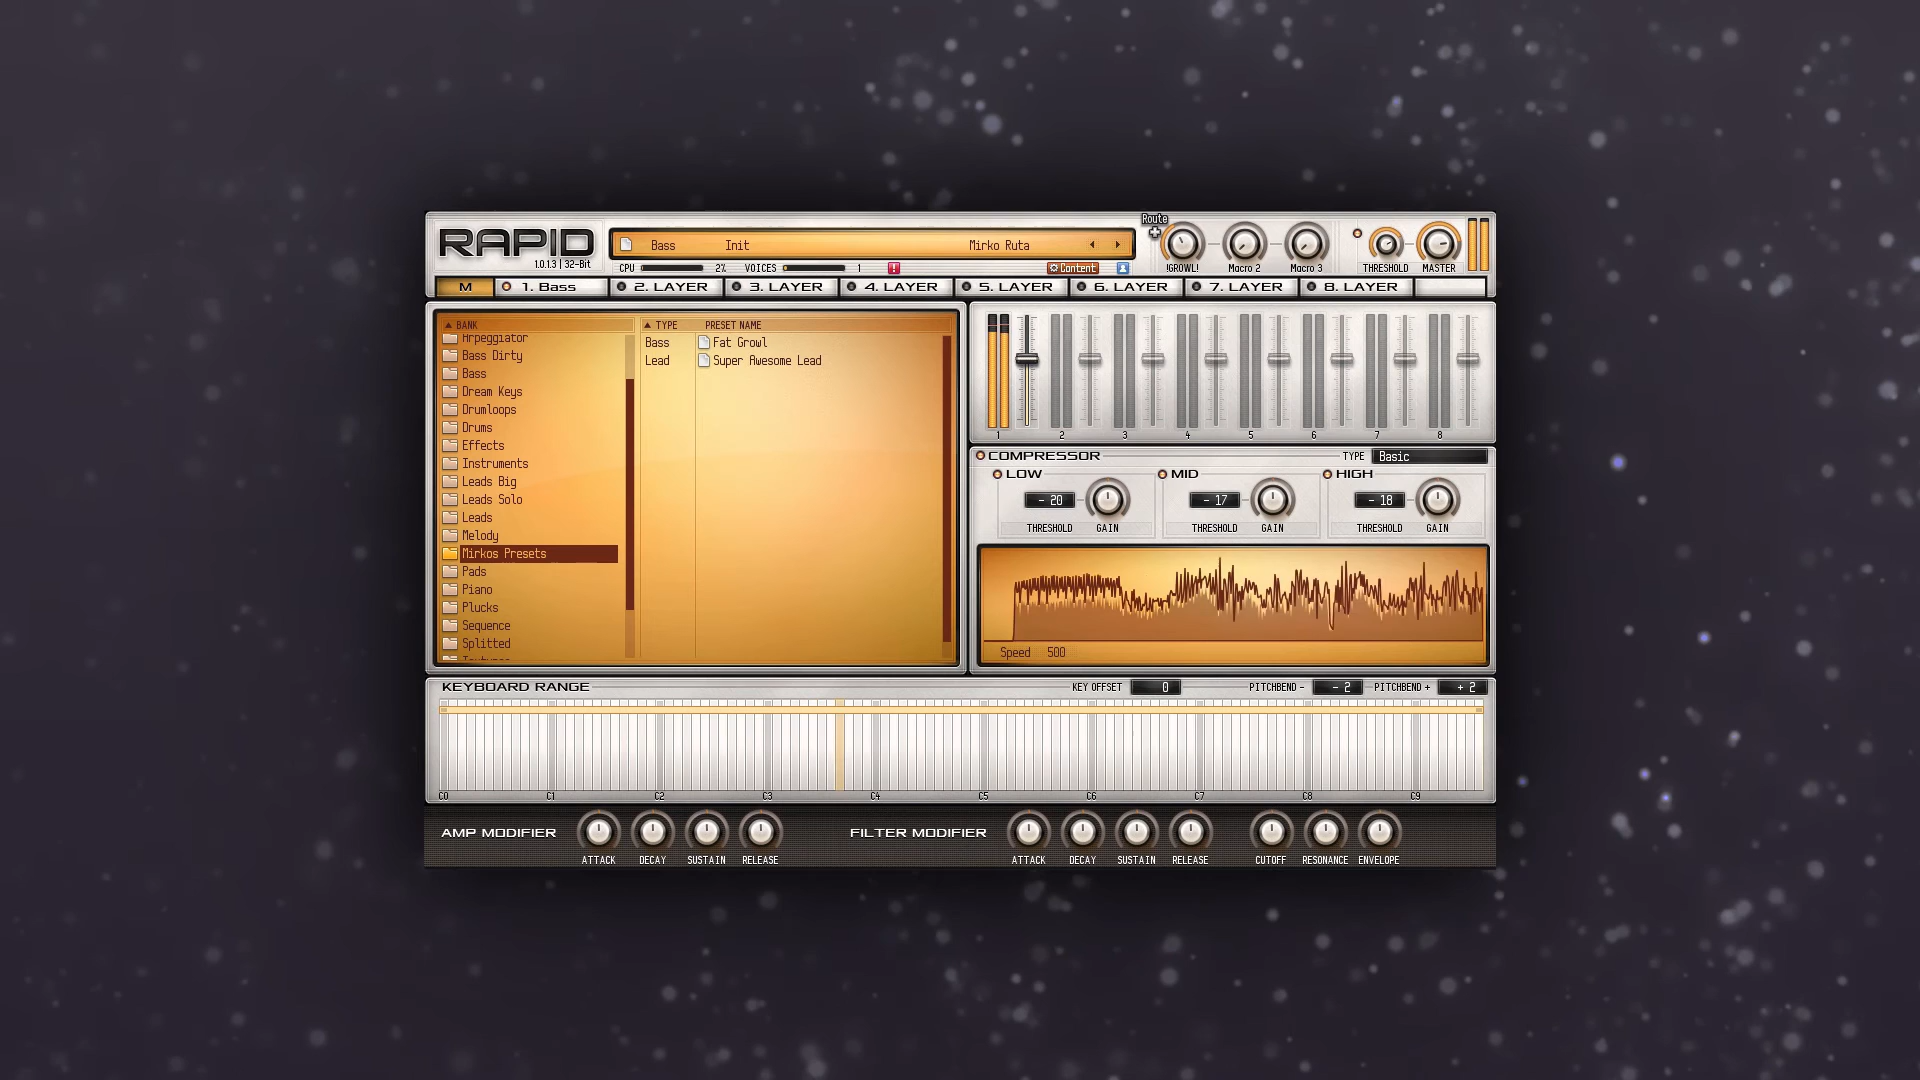 RAPID
1.0.1.3 | 32-Bit
Bass Init Mirko Ruta
CPU 2% VOICES 1 ! Content
Route
!GROWL! Macro 2 Macro 3 THRESHOLD MASTER
M 1. Bass 2. LAYER 3. LAYER 4. LAYER 5. LAYER 6. LAYER 7. LAYER 8. LAYER
BANK TYPE PRESET NAME
Arpeggiator
Bass Dirty
Bass
Dream Keys
Drumloops
Drums
Effects
Instruments
Leads Big
Leads Solo
Leads
Melody
Mirkos Presets
Pads
Piano
Plucks
Sequence
Splitted
Bass Fat Growl
Lead Super Awesome Lead
1 2 3 4 5 6 7 8
COMPRESSOR TYPE Basic
LOW MID HIGH
- 20 - 17 - 18
THRESHOLD GAIN THRESHOLD GAIN THRESHOLD GAIN
Speed 500
KEYBOARD RANGE KEY OFFSET 0 PITCHBEND - - 2 PITCHBEND + + 2
C0 C1 C2 C3 C4 C5 C6 C7 C8 C9
AMP MODIFIER FILTER MODIFIER
ATTACK DECAY SUSTAIN RELEASE ATTACK DECAY SUSTAIN RELEASE CUTOFF RESONANCE ENVELOPE